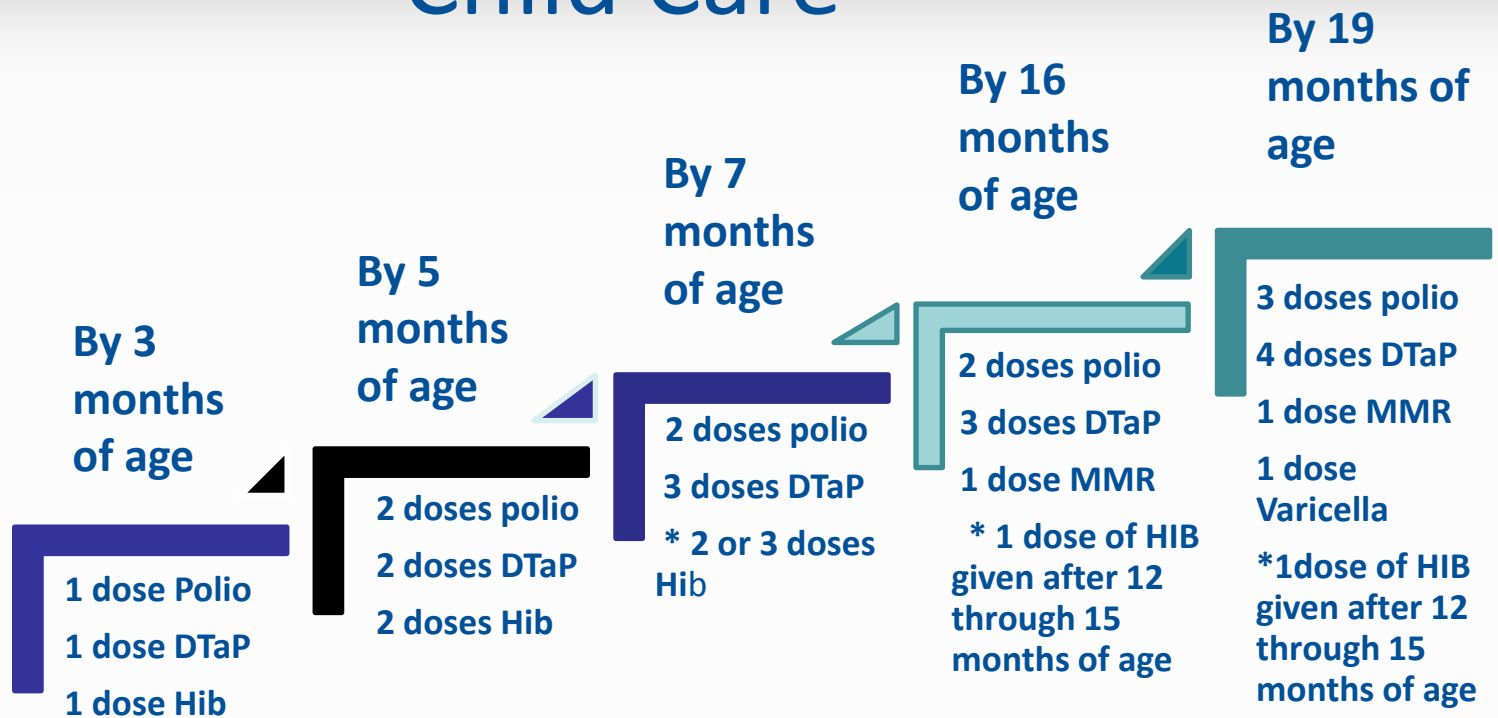 Child Care
By 3
months
of age
1 dose Polio
1 dose DTaP
1 dose Hib
By 5
months
of age
2 doses polio
2 doses DTaP
2 doses Hib
By 7
months
of age
2 doses polio
3 doses DTaP
* 2 or 3 doses
Hib
By 16
months
of age
2 doses polio
3 doses DTaP
1 dose MMR
* 1 dose of HIB
given after 12
through 15
months of age
By 19
months of
age
3 doses polio
4 doses DTaP
1 dose MMR
1 dose
Varicella
*1dose of HIB
given after 12
through 15
months of age